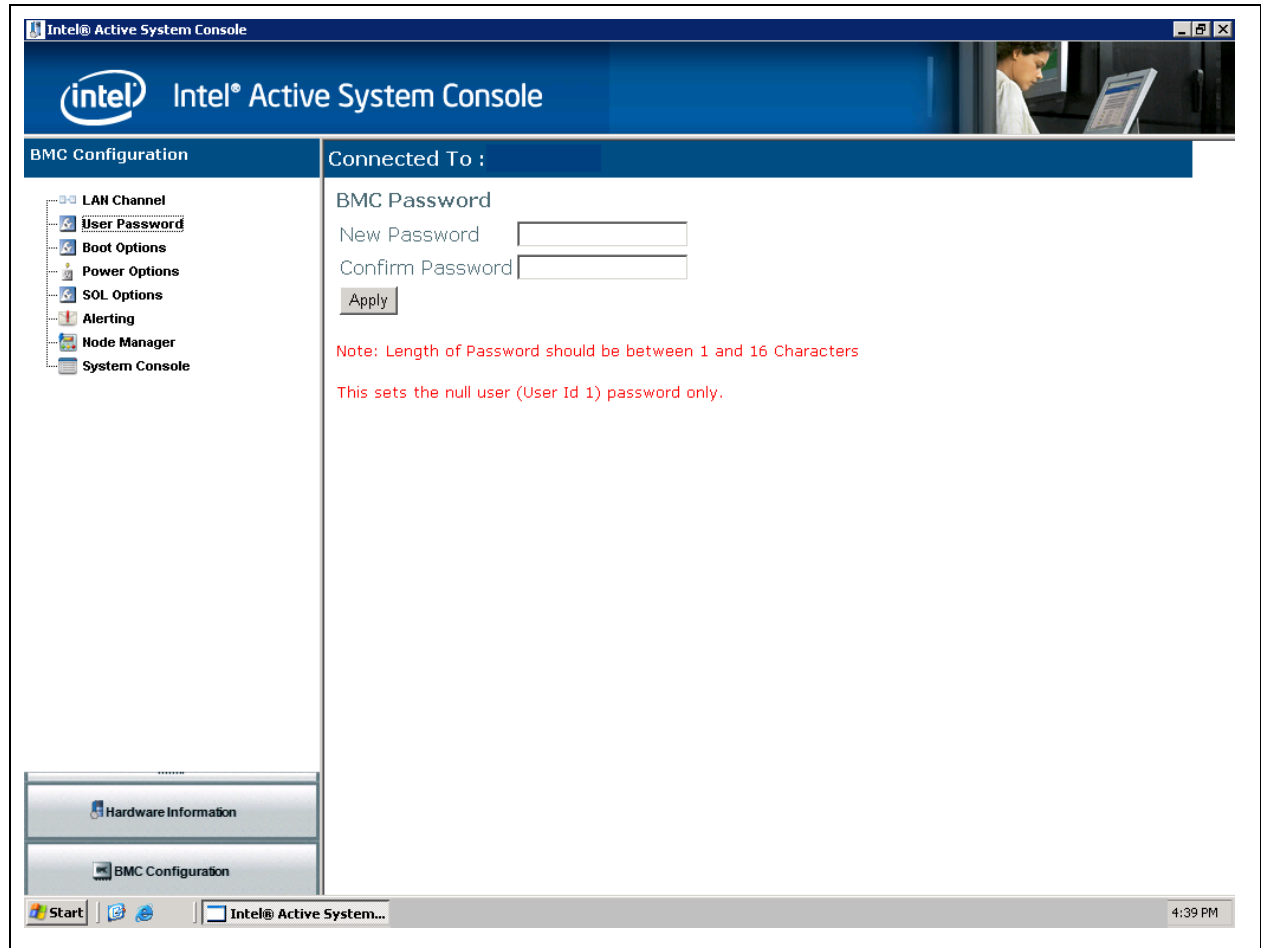 Intel® Active System Console
intel Intel® Active System Console
BMC Configuration
Connected To :
LAN Channel
User Password
Boot Options
Power Options
SOL Options
Alerting
Node Manager
System Console
BMC Password
New Password
Confirm Password
Apply
Note: Length of Password should be between 1 and 16 Characters
This sets the null user (User Id 1) password only.
Hardware Information
BMC Configuration
Start
Intel® Active System...
4:39 PM